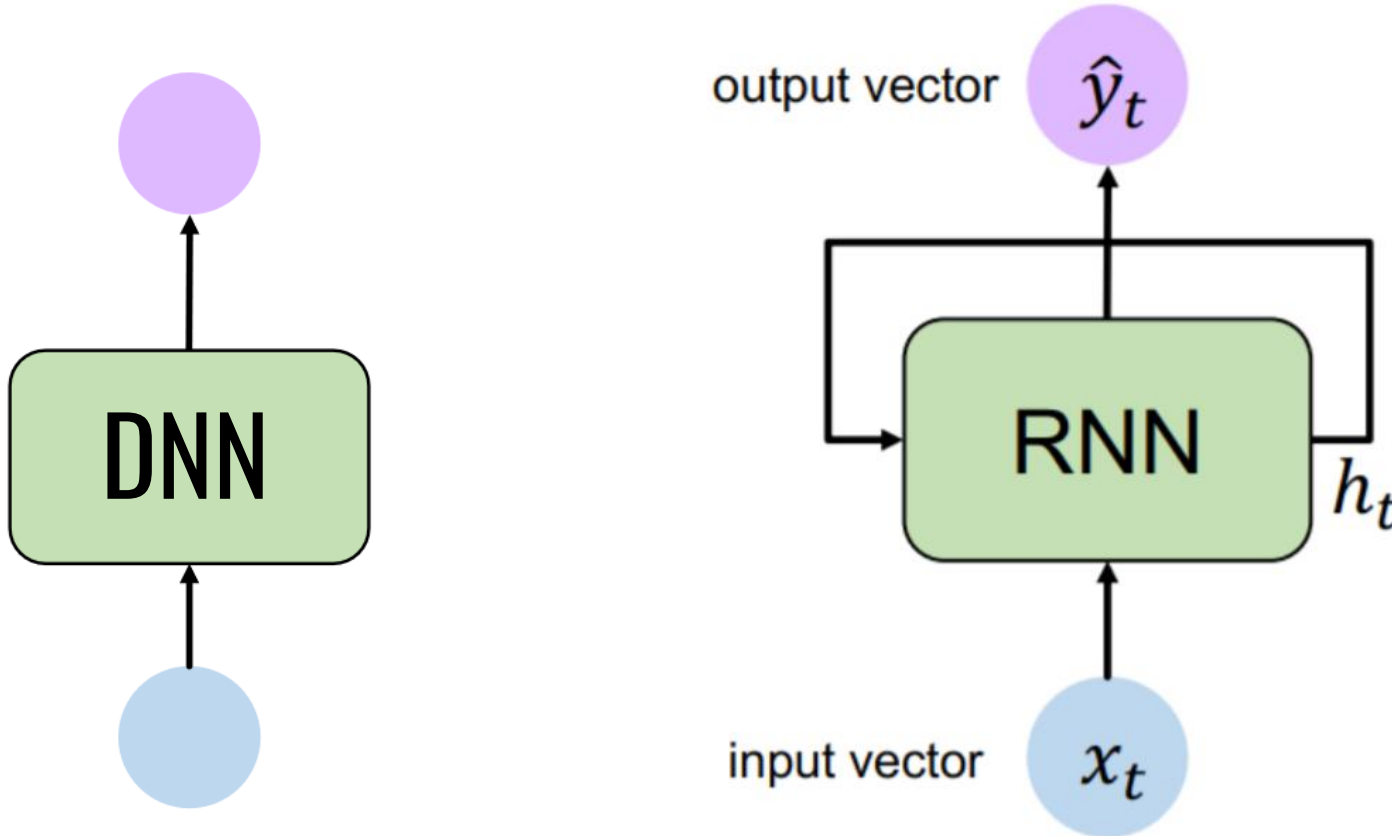 DNN
output vector
ŷₜ
RNN
hₜ
input vector
xₜ